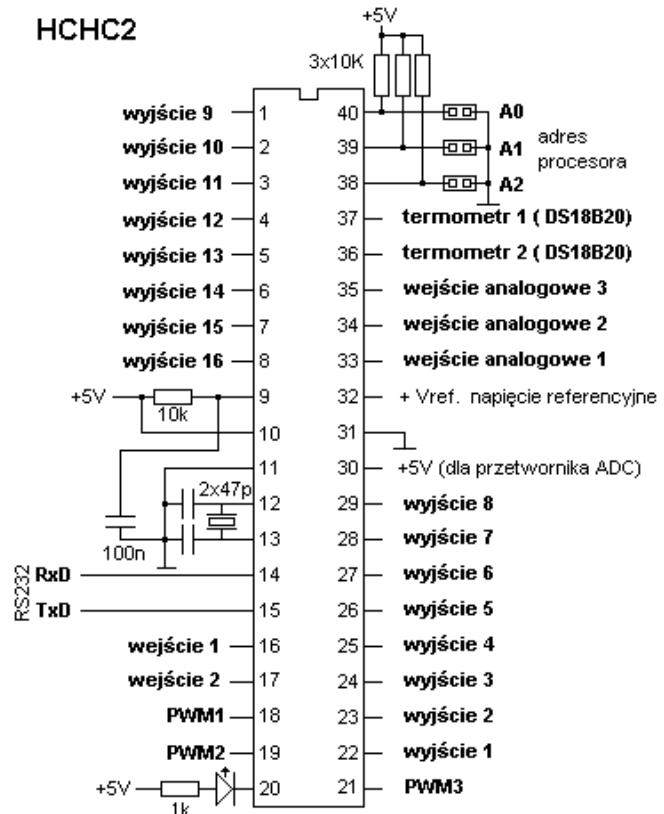 HCHC2
+5V
3x10K
wyjście 9 1 40 A0
wyjście 10 2 39 A1 adres
procesora
wyjście 11 3 38 A2
wyjście 12 4 37 termometr 1 ( DS18B20)
wyjście 13 5 36 termometr 2 ( DS18B20)
wyjście 14 6 35 wejście analogowe 3
wyjście 15 7 34 wejście analogowe 2
wyjście 16 8 33 wejście analogowe 1
+5V 10k 9 32 + Vref. napięcie referencyjne
10 31
11 30 +5V (dla przetwornika ADC)
2x47p 12 29 wyjście 8
100n 13 28 wyjście 7
RS232
RxD 14 27 wyjście 6
TxD 15 26 wyjście 5
wejście 1 16 25 wyjście 4
wejście 2 17 24 wyjście 3
PWM1 18 23 wyjście 2
PWM2 19 22 wyjście 1
+5V 1k 20 21 PWM3